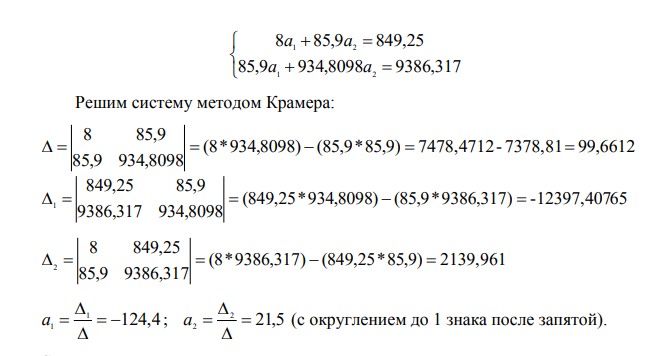 8a₁ + 85,9a₂ = 849,25
85,9a₁ + 934,8098a₂ = 9386,317
Решим систему методом Крамера:
Δ = |8 85,9; 85,9 934,8098| = (8*934,8098) − (85,9*85,9) = 7478,4712 - 7378,81 = 99,6612
Δ₁ = |849,25 85,9; 9386,317 934,8098| = (849,25*934,8098) − (85,9*9386,317) = -12397,40765
Δ₂ = |8 849,25; 85,9 9386,317| = (8*9386,317) − (849,25*85,9) = 2139,961
a₁ = Δ₁/Δ = −124,4; a₂ = Δ₂/Δ = 21,5 (с округлением до 1 знака после запятой).